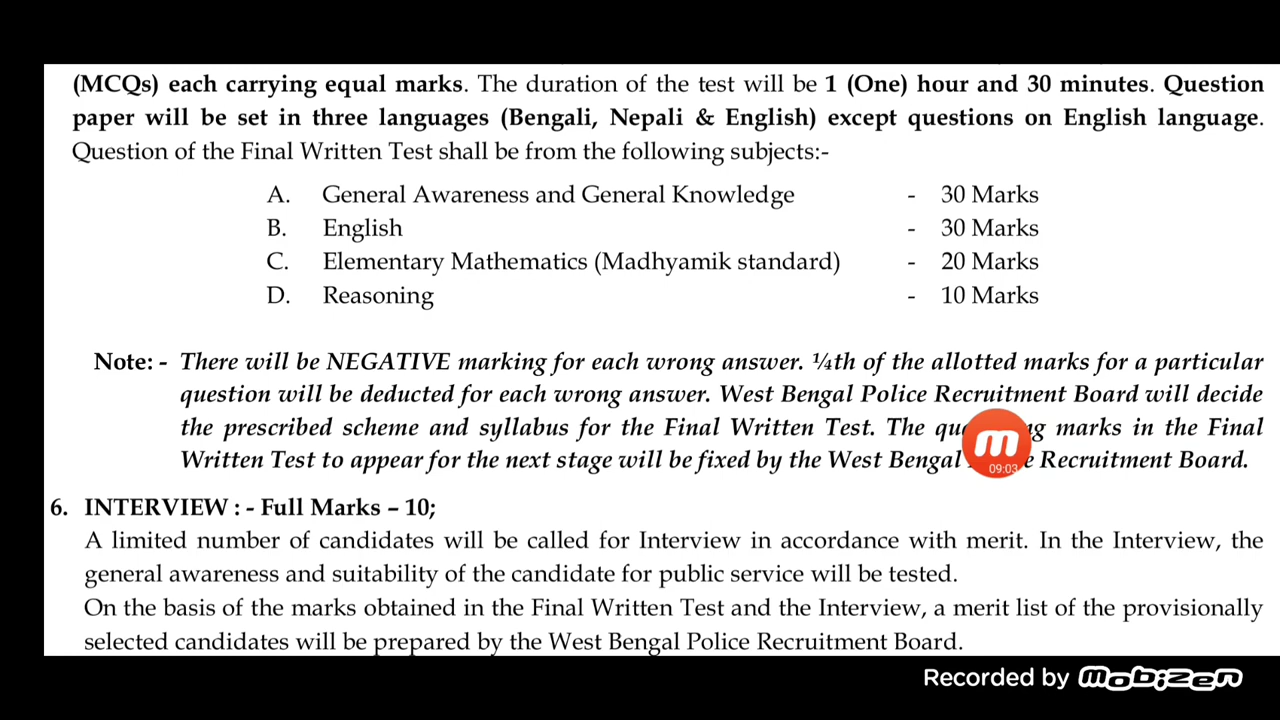 (MCQs) each carrying equal marks. The duration of the test will be 1 (One) hour and 30 minutes. Question
paper will be set in three languages (Bengali, Nepali & English) except questions on English language.
Question of the Final Written Test shall be from the following subjects:-
A. General Awareness and General Knowledge - 30 Marks
B. English - 30 Marks
C. Elementary Mathematics (Madhyamik standard) - 20 Marks
D. Reasoning - 10 Marks
Note: - There will be NEGATIVE marking for each wrong answer. ¼th of the allotted marks for a particular
question will be deducted for each wrong answer. West Bengal Police Recruitment Board will decide
the prescribed scheme and syllabus for the Final Written Test. The marks in the Final
Written Test to appear for the next stage will be fixed by the West Bengal Recruitment Board.
09:03
6. INTERVIEW : - Full Marks – 10;
A limited number of candidates will be called for Interview in accordance with merit. In the Interview, the
general awareness and suitability of the candidate for public service will be tested.
On the basis of the marks obtained in the Final Written Test and the Interview, a merit list of the provisionally
selected candidates will be prepared by the West Bengal Police Recruitment Board.
Recorded by mobizen